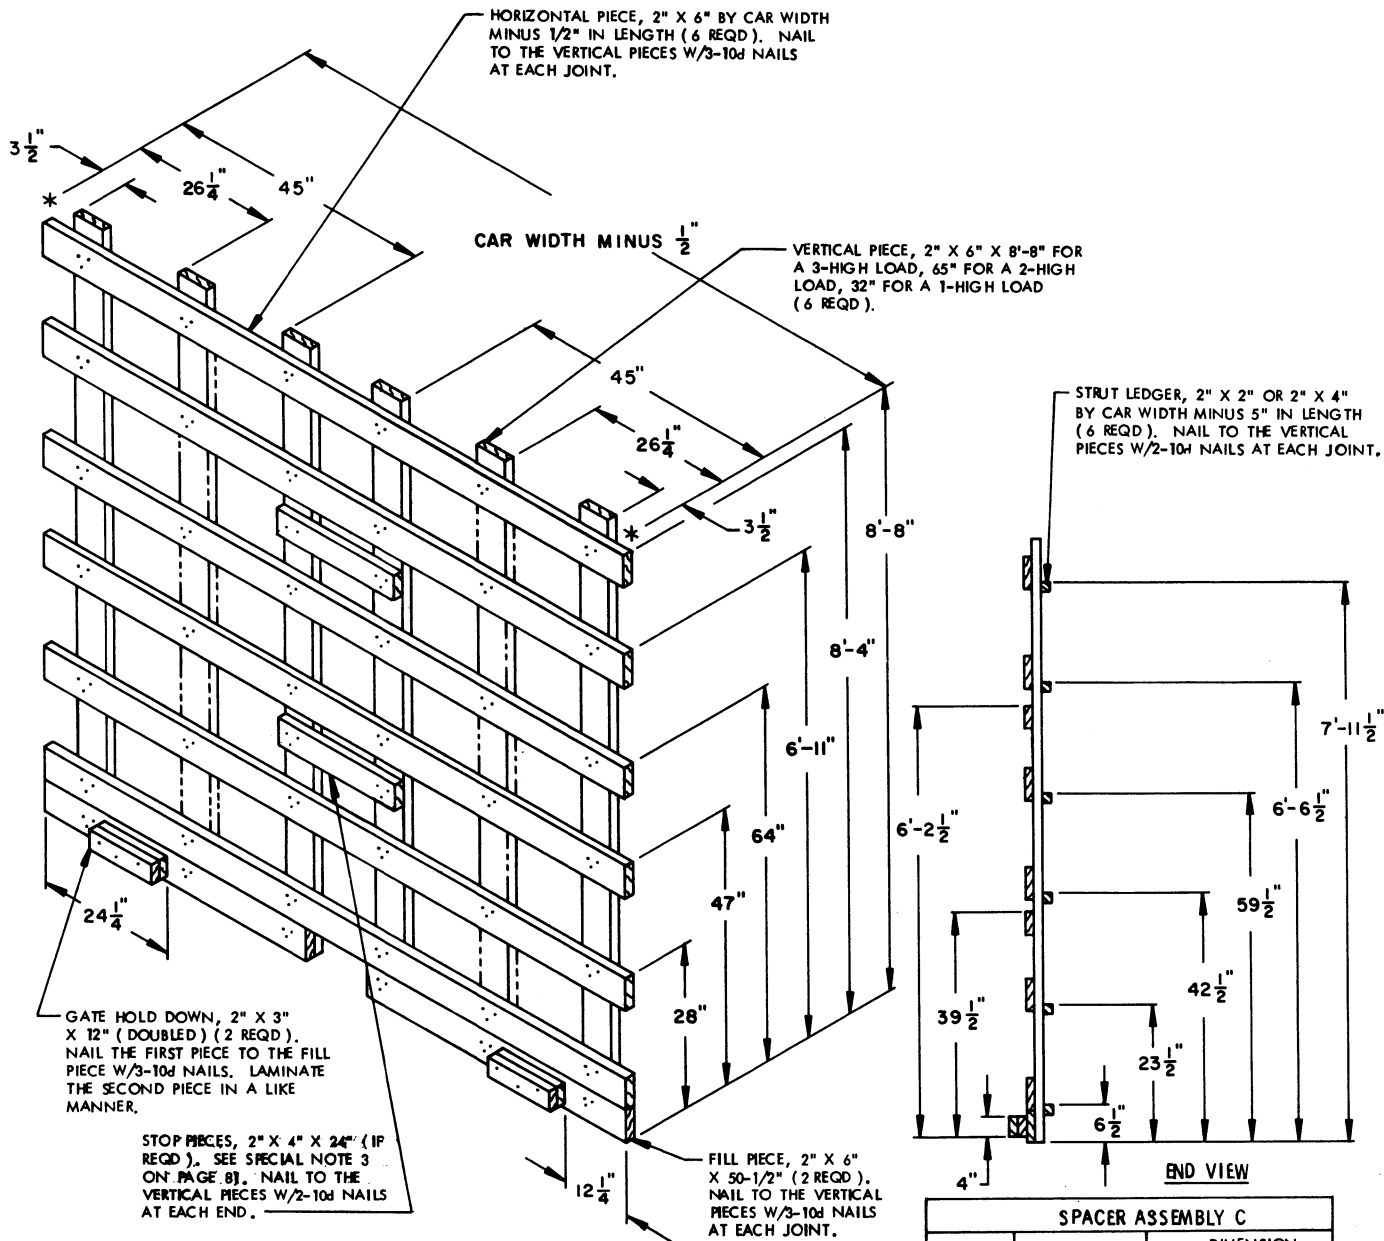 HORIZONTAL PIECE, 2" X 6" BY CAR WIDTH
MINUS 1/2" IN LENGTH (6 REQD). NAIL
TO THE VERTICAL PIECES W/3-10d NAILS
AT EACH JOINT.
3 1/2"
26 1/4"
45"
*
CAR WIDTH MINUS 1/2"
VERTICAL PIECE, 2" X 6" X 8'-8" FOR
A 3-HIGH LOAD, 65" FOR A 2-HIGH
LOAD, 32" FOR A 1-HIGH LOAD
(6 REQD).
45"
26 1/4"
*
3 1/2"
8'-8"
8'-4"
6'-11"
64"
47"
28"
STRUT LEDGER, 2" X 2" OR 2" X 4"
BY CAR WIDTH MINUS 5" IN LENGTH
(6 REQD). NAIL TO THE VERTICAL
PIECES W/2-10d NAILS AT EACH JOINT.
7'-11 1/2"
6'-6 1/2"
6'-2 1/2"
59 1/2"
42 1/2"
39 1/2"
23 1/2"
6 1/2"
4"
END VIEW
24 1/4"
GATE HOLD DOWN, 2" X 3"
X 12" (DOUBLED) (2 REQD).
NAIL THE FIRST PIECE TO THE FILL
PIECE W/3-10d NAILS. LAMINATE
THE SECOND PIECE IN A LIKE
MANNER.
STOP PIECES, 2" X 4" X 24" (IF
REQD). SEE SPECIAL NOTE 3
ON PAGE 81. NAIL TO THE
VERTICAL PIECES W/2-10d NAILS
AT EACH END.
12 1/4"
FILL PIECE, 2" X 6"
X 50-1/2" (2 REQD).
NAIL TO THE VERTICAL
PIECES W/3-10d NAILS
AT EACH JOINT.
SPACER ASSEMBLY C
DIMENSION